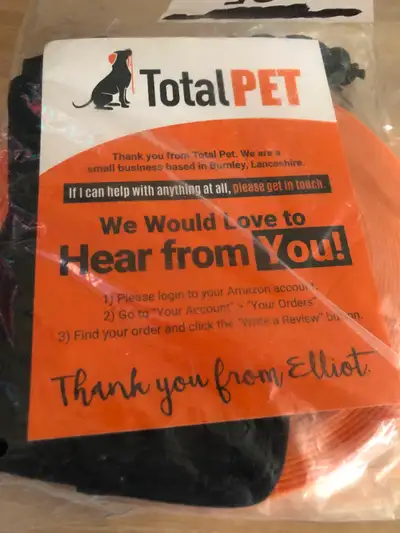 TotalPET
Thank you from Total Pet. We are a
small business based in Burnley, Lancashire.
If I can help with anything at all, please get in touch.
We Would Love to
Hear from You!
1) Please login to your Amazon account.
2) Go to "Your Account" > "Your Orders"
3) Find your order and click the "Write a Review" button.
Thank you from Elliot.